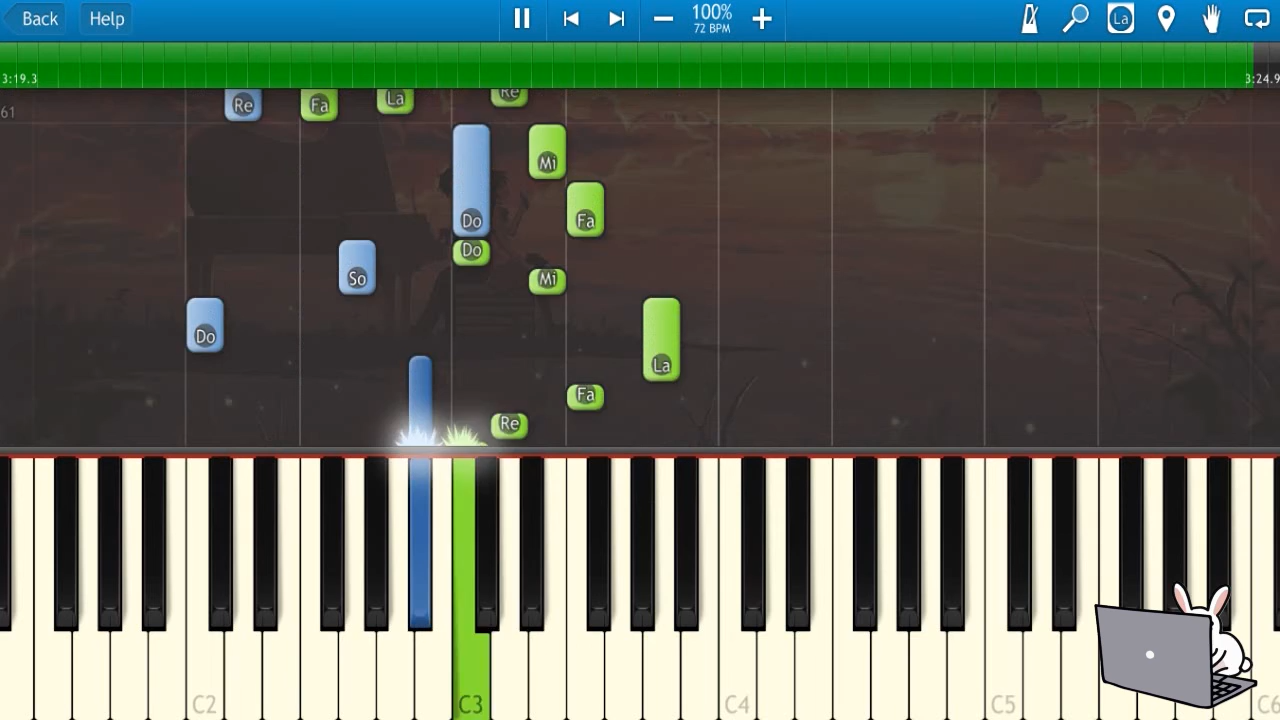 Back Help 100% La
72 BPM
3:19.3 3:24.9
Re Fa La Re
61
Mi
Do Fa
Do
So Mi
Do
La
Fa
Re
C2 C3 C4 C5 C6